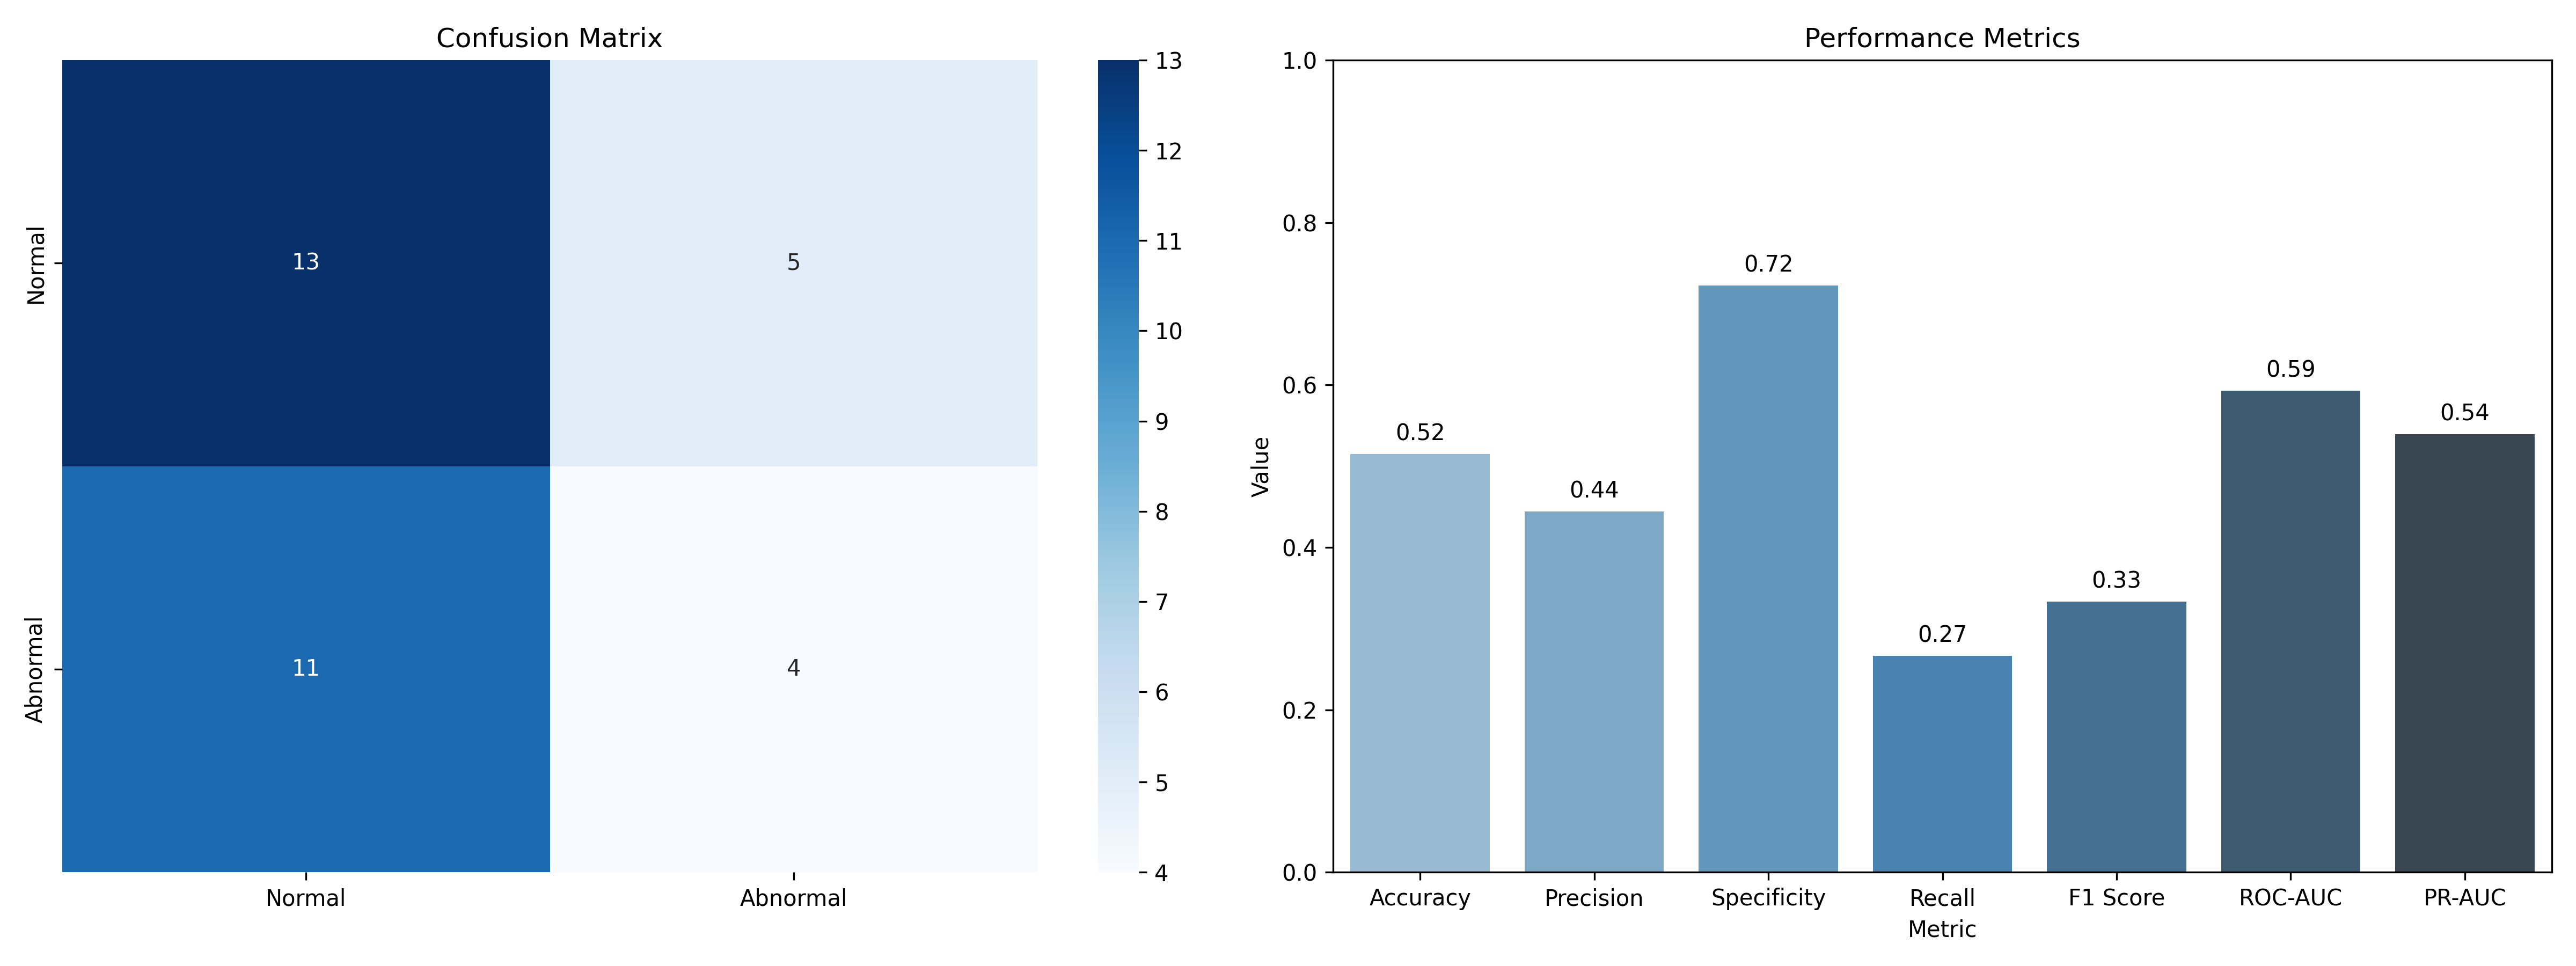 Confusion Matrix
Normal
13
5
Abnormal
11
4
Normal
Abnormal
13
12
11
10
9
8
7
6
5
4
Performance Metrics
Value
1.0
0.8
0.6
0.4
0.2
0.0
0.52
0.44
0.72
0.27
0.33
0.59
0.54
Accuracy
Precision
Specificity
Recall
F1 Score
ROC-AUC
PR-AUC
Metric